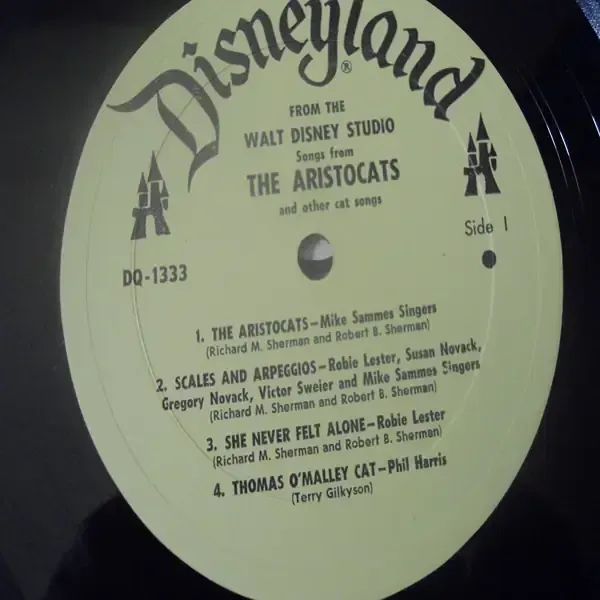 Disneyland
®
FROM THE
WALT DISNEY STUDIO
Songs from
THE ARISTOCATS
and other cat songs
Side I
DQ-1333
1. THE ARISTOCATS—Mike Sammes Singers
(Richard M. Sherman and Robert B. Sherman)
2. SCALES AND ARPEGGIOS—Robie Lester, Susan Novack,
Gregory Novack, Victor Sweier and Mike Sammes Singers
(Richard M. Sherman and Robert B. Sherman)
3. SHE NEVER FELT ALONE—Robie Lester
(Richard M. Sherman and Robert B. Sherman)
4. THOMAS O'MALLEY CAT—Phil Harris
(Terry Gilkyson)